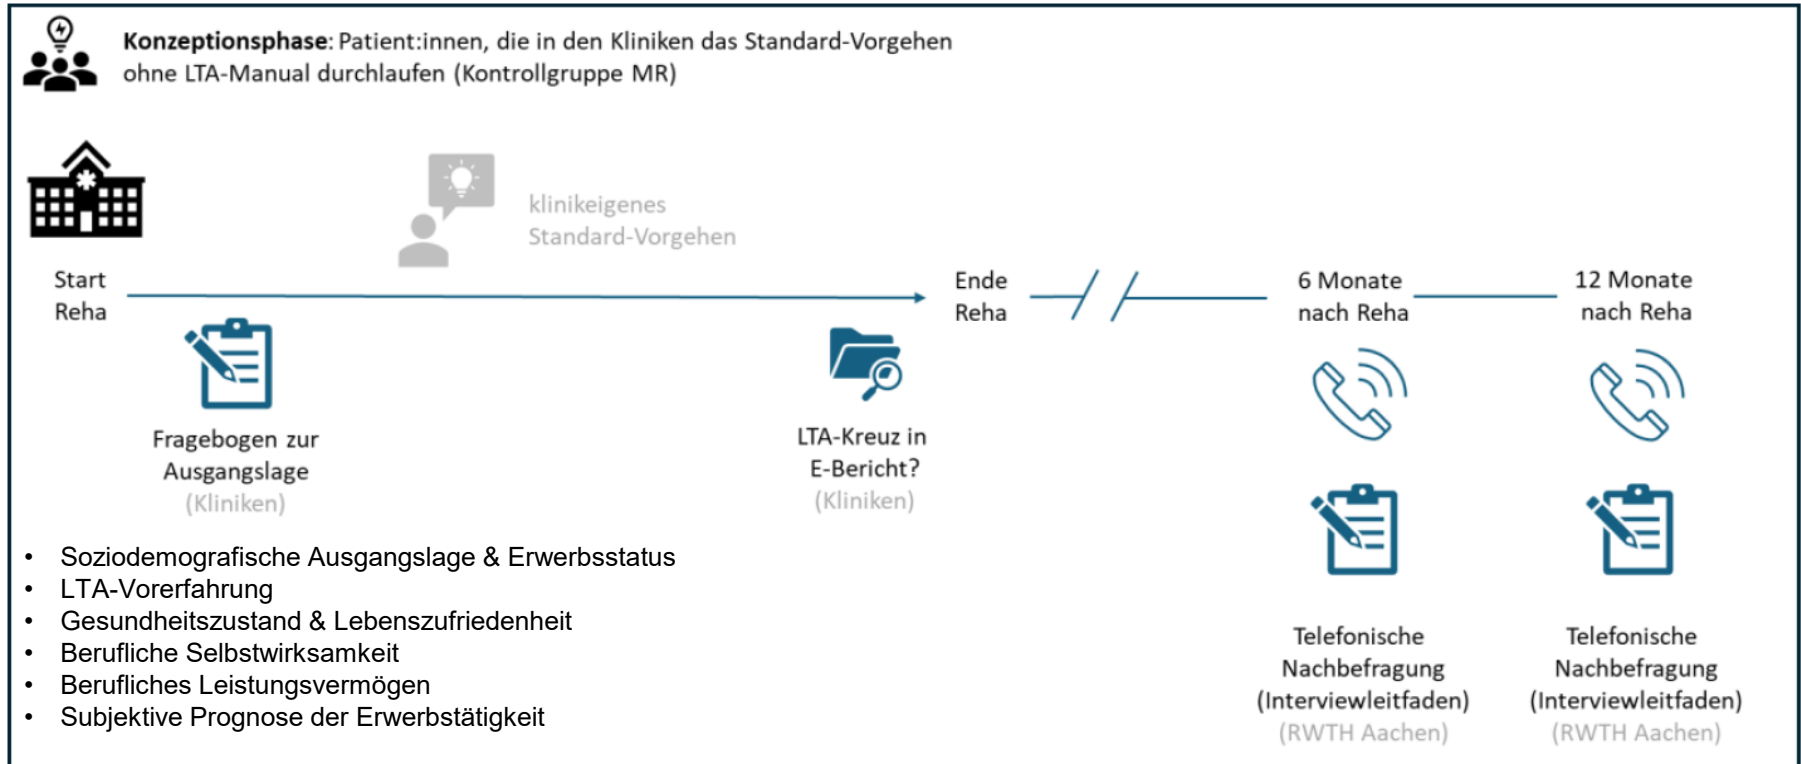 Konzeptionsphase: Patient:innen, die in den Kliniken das Standard-Vorgehen
ohne LTA-Manual durchlaufen (Kontrollgruppe MR)
klinikeigenes
Standard-Vorgehen
Start
Reha
Ende
Reha
6 Monate
nach Reha
12 Monate
nach Reha
Fragebogen zur
Ausgangslage
(Kliniken)
LTA-Kreuz in
E-Bericht?
(Kliniken)
• Soziodemografische Ausgangslage & Erwerbsstatus
• LTA-Vorerfahrung
• Gesundheitszustand & Lebenszufriedenheit
• Berufliche Selbstwirksamkeit
• Berufliches Leistungsvermögen
• Subjektive Prognose der Erwerbstätigkeit
Telefonische
Nachbefragung
(Interviewleitfaden)
(RWTH Aachen)
Telefonische
Nachbefragung
(Interviewleitfaden)
(RWTH Aachen)